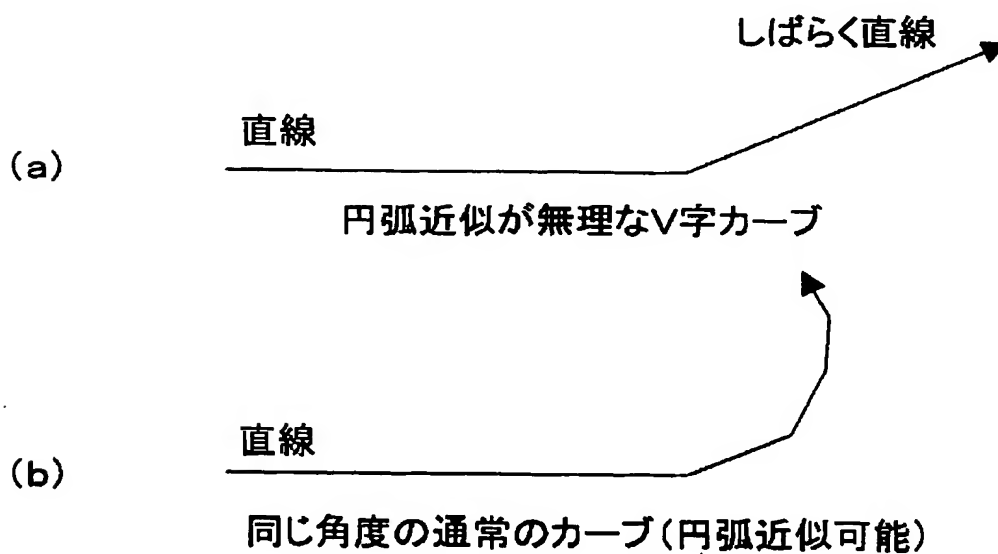 しばらく直線
直線
(a)
円弧近似が無理なV字カーブ
直線
(b)
同じ角度の通常のカーブ(円弧近似可能)